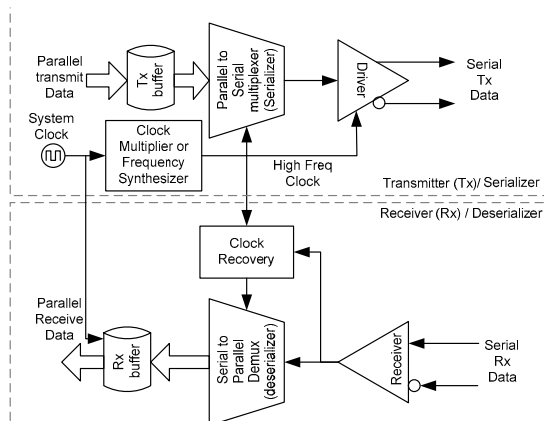 Parallel
transmit
Data
Tx
buffer
Parallel to
Serial
multiplexer
(Serializer)
Driver
Serial
Tx
Data
System
Clock
Clock
Multiplier or
Frequency
Synthesizer
High Freq
Clock
Transmitter (Tx)/ Serializer
Receiver (Rx) / Deserializer
Clock
Recovery
Parallel
Receive
Data
Rx
buffer
Serial to
Parallel
Demux
(deserializer)
Receiver
Serial
Rx
Data